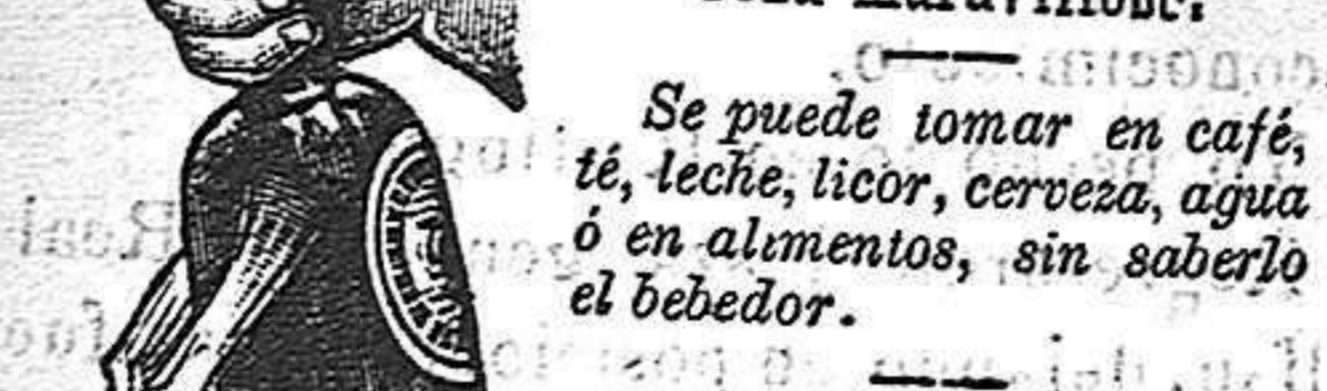 Se puede tomar en café,
té, leche, licor, cerveza, agua
ó en alimentos, sin saberlo
el bebedor.